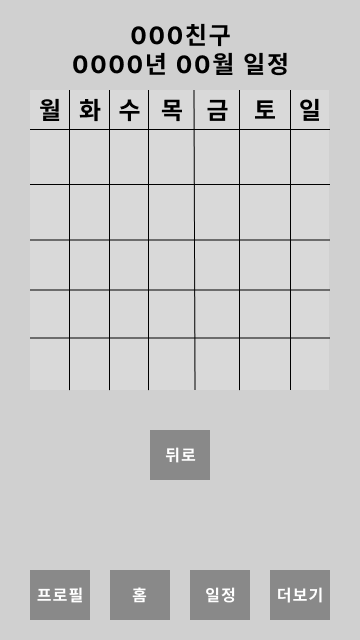 000친구
0000년 00월 일정
월 화 수 목 금 토 일
뒤로
프로필 홈 일정 더보기